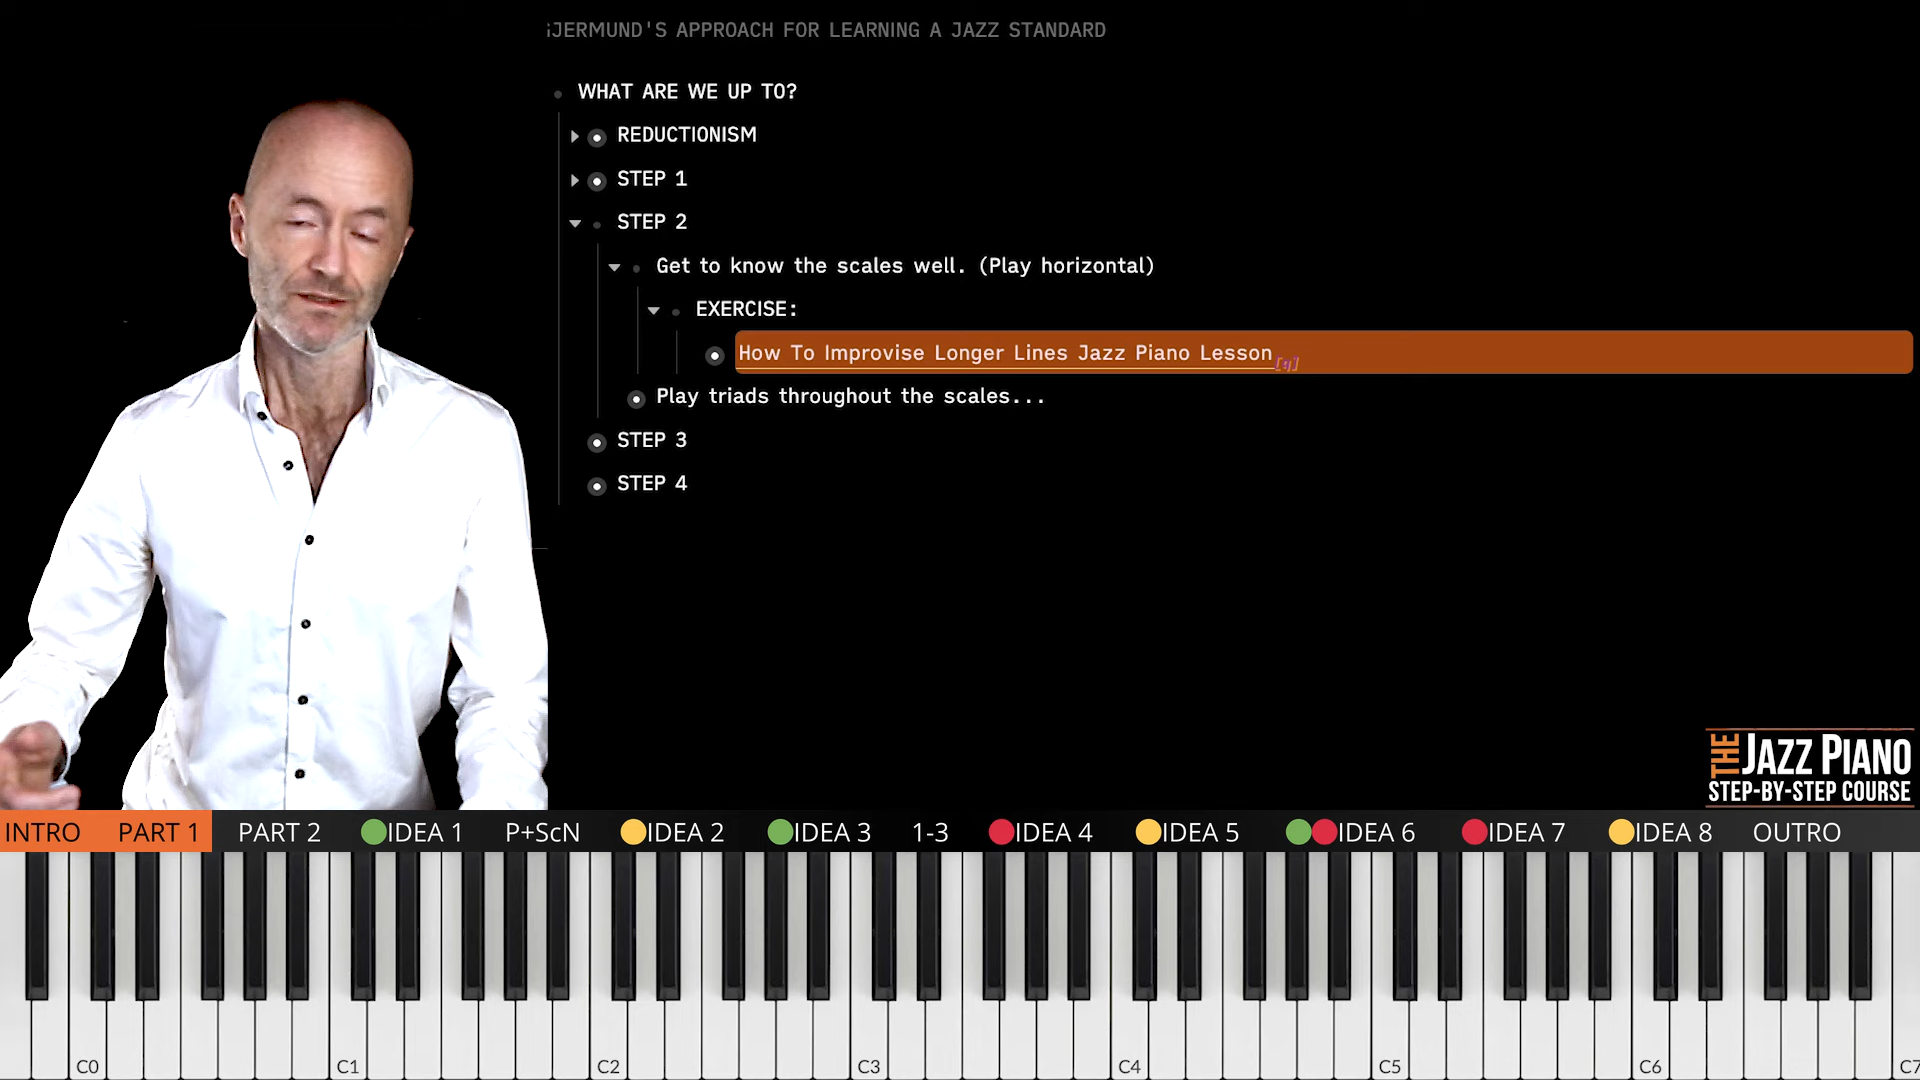 GJERMUND'S APPROACH FOR LEARNING A JAZZ STANDARD
WHAT ARE WE UP TO?
REDUCTIONISM
STEP 1
STEP 2
Get to know the scales well. (Play horizontal)
EXERCISE:
How To Improvise Longer Lines Jazz Piano Lesson[y]
Play triads throughout the scales...
STEP 3
STEP 4
THE JAZZ PIANO
STEP-BY-STEP COURSE
INTRO PART 1 PART 2 IDEA 1 P+ScN IDEA 2 IDEA 3 1-3 IDEA 4 IDEA 5 IDEA 6 IDEA 7 IDEA 8 OUTRO
C0 C1 C2 C3 C4 C5 C6 C7